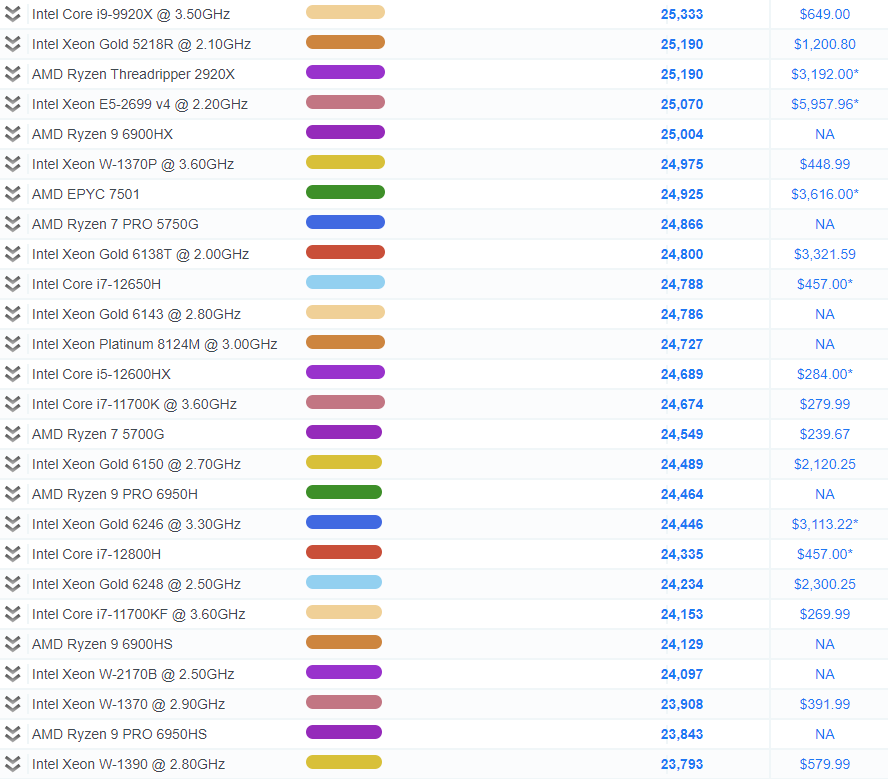 Intel Core i9-9920X @ 3.50GHz 25,333 $649.00
Intel Xeon Gold 5218R @ 2.10GHz 25,190 $1,200.80
AMD Ryzen Threadripper 2920X 25,190 $3,192.00*
Intel Xeon E5-2699 v4 @ 2.20GHz 25,070 $5,957.96*
AMD Ryzen 9 6900HX 25,004 NA
Intel Xeon W-1370P @ 3.60GHz 24,975 $448.99
AMD EPYC 7501 24,925 $3,616.00*
AMD Ryzen 7 PRO 5750G 24,866 NA
Intel Xeon Gold 6138T @ 2.00GHz 24,800 $3,321.59
Intel Core i7-12650H 24,788 $457.00*
Intel Xeon Gold 6143 @ 2.80GHz 24,786 NA
Intel Xeon Platinum 8124M @ 3.00GHz 24,727 NA
Intel Core i5-12600HX 24,689 $284.00*
Intel Core i7-11700K @ 3.60GHz 24,674 $279.99
AMD Ryzen 7 5700G 24,549 $239.67
Intel Xeon Gold 6150 @ 2.70GHz 24,489 $2,120.25
AMD Ryzen 9 PRO 6950H 24,464 NA
Intel Xeon Gold 6246 @ 3.30GHz 24,446 $3,113.22*
Intel Core i7-12800H 24,335 $457.00*
Intel Xeon Gold 6248 @ 2.50GHz 24,234 $2,300.25
Intel Core i7-11700KF @ 3.60GHz 24,153 $269.99
AMD Ryzen 9 6900HS 24,129 NA
Intel Xeon W-2170B @ 2.50GHz 24,097 NA
Intel Xeon W-1370 @ 2.90GHz 23,908 $391.99
AMD Ryzen 9 PRO 6950HS 23,843 NA
Intel Xeon W-1390 @ 2.80GHz 23,793 $579.99